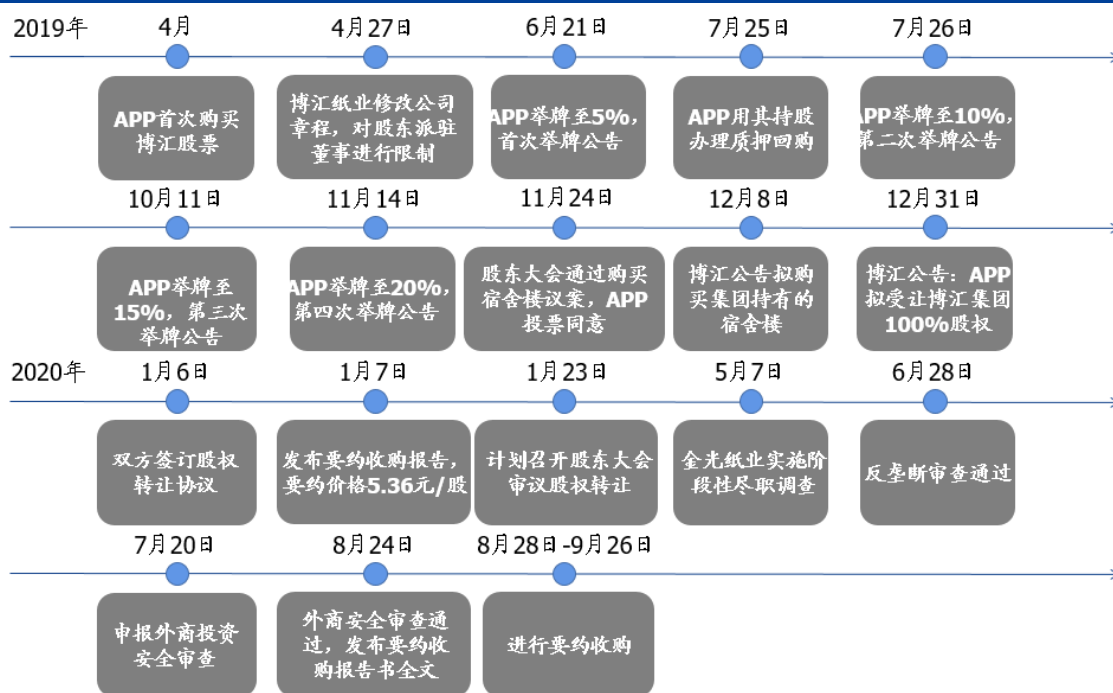 2019年
4月
4月27日
6月21日
7月25日
7月26日
APP首次购买
博汇股票
博汇纸业修改公司
章程，对股东派驻
董事进行限制
APP举牌至5%，
首次举牌公告
APP用其持股
办理质押回购
APP举牌至10%，
第二次举牌公告
10月11日
11月14日
11月24日
12月8日
12月31日
APP举牌至
15%，第三次
举牌公告
APP举牌至20%，
第四次举牌公告
股东大会通过购买
宿舍楼议案，APP
投票同意
博汇公告拟购
买集团持有的
宿舍楼
博汇公告：APP
拟受让博汇集团
100%股权
2020年
1月6日
1月7日
1月23日
5月7日
6月28日
双方签订股权
转让协议
发布要约收购报告，
要约价格5.36元/股
计划召开股东大会
审议股权转让
金光纸业实施阶
段性尽职调查
反垄断审查通过
7月20日
8月24日
8月28日-9月26日
申报外商投资
安全审查
外商安全审查通
过，发布要约收
购报告书全文
进行要约收购